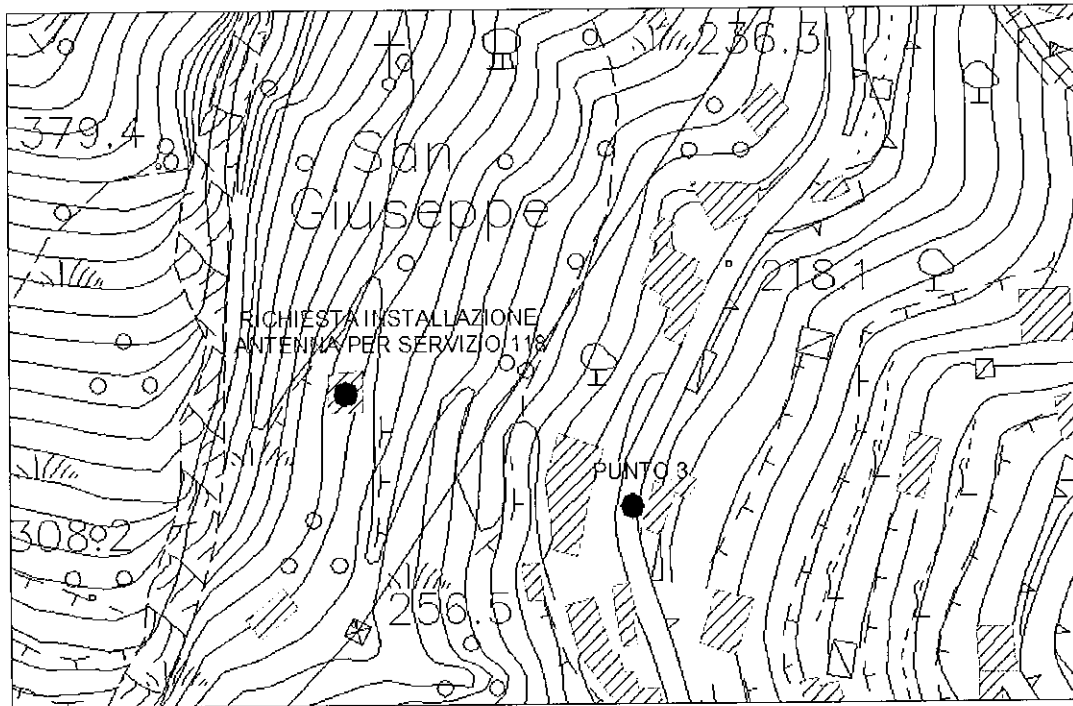 236.3
379.4
San
Giuseppe
218.1
RICHIESTA INSTALLAZIONE
ANTENNA PER SERVIZIO 118
PUNTO 3
308.2
256.5